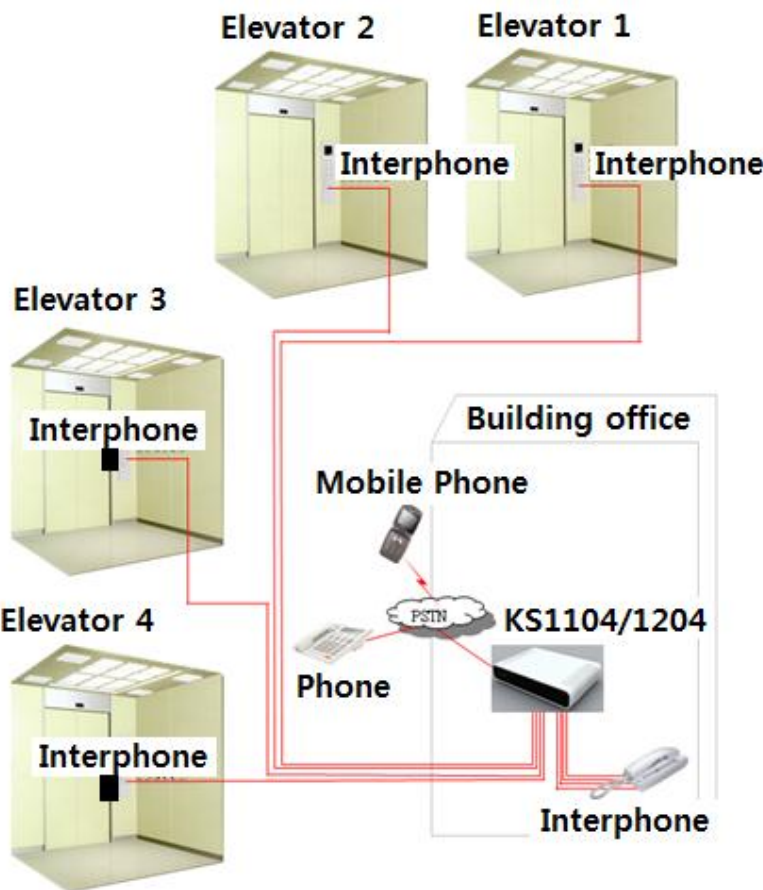 Elevator 2
Elevator 1
Interphone
Interphone
Elevator 3
Interphone
Building office
Mobile Phone
PSTN
KS1104/1204
Elevator 4
Phone
Interphone
Interphone